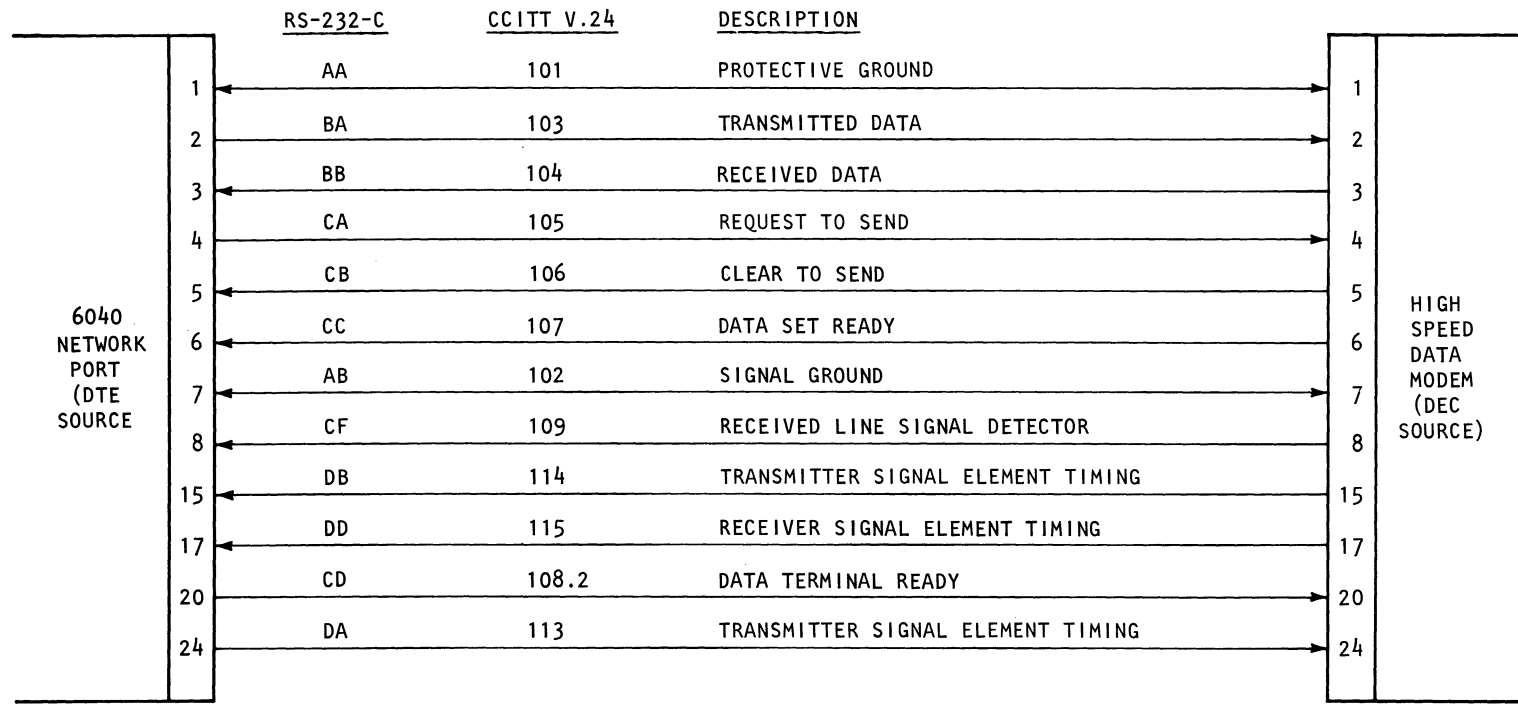 RS-232-C CCITT V.24 DESCRIPTION
1 AA 101 PROTECTIVE GROUND 1
2 BA 103 TRANSMITTED DATA 2
3 BB 104 RECEIVED DATA 3
4 CA 105 REQUEST TO SEND 4
5 CB 106 CLEAR TO SEND 5
6 CC 107 DATA SET READY 6
7 AB 102 SIGNAL GROUND 7
8 CF 109 RECEIVED LINE SIGNAL DETECTOR 8
15 DB 114 TRANSMITTER SIGNAL ELEMENT TIMING 15
17 DD 115 RECEIVER SIGNAL ELEMENT TIMING 17
20 CD 108.2 DATA TERMINAL READY 20
24 DA 113 TRANSMITTER SIGNAL ELEMENT TIMING 24
6040
NETWORK
PORT
(DTE
SOURCE
HIGH
SPEED
DATA
MODEM
(DEC
SOURCE)